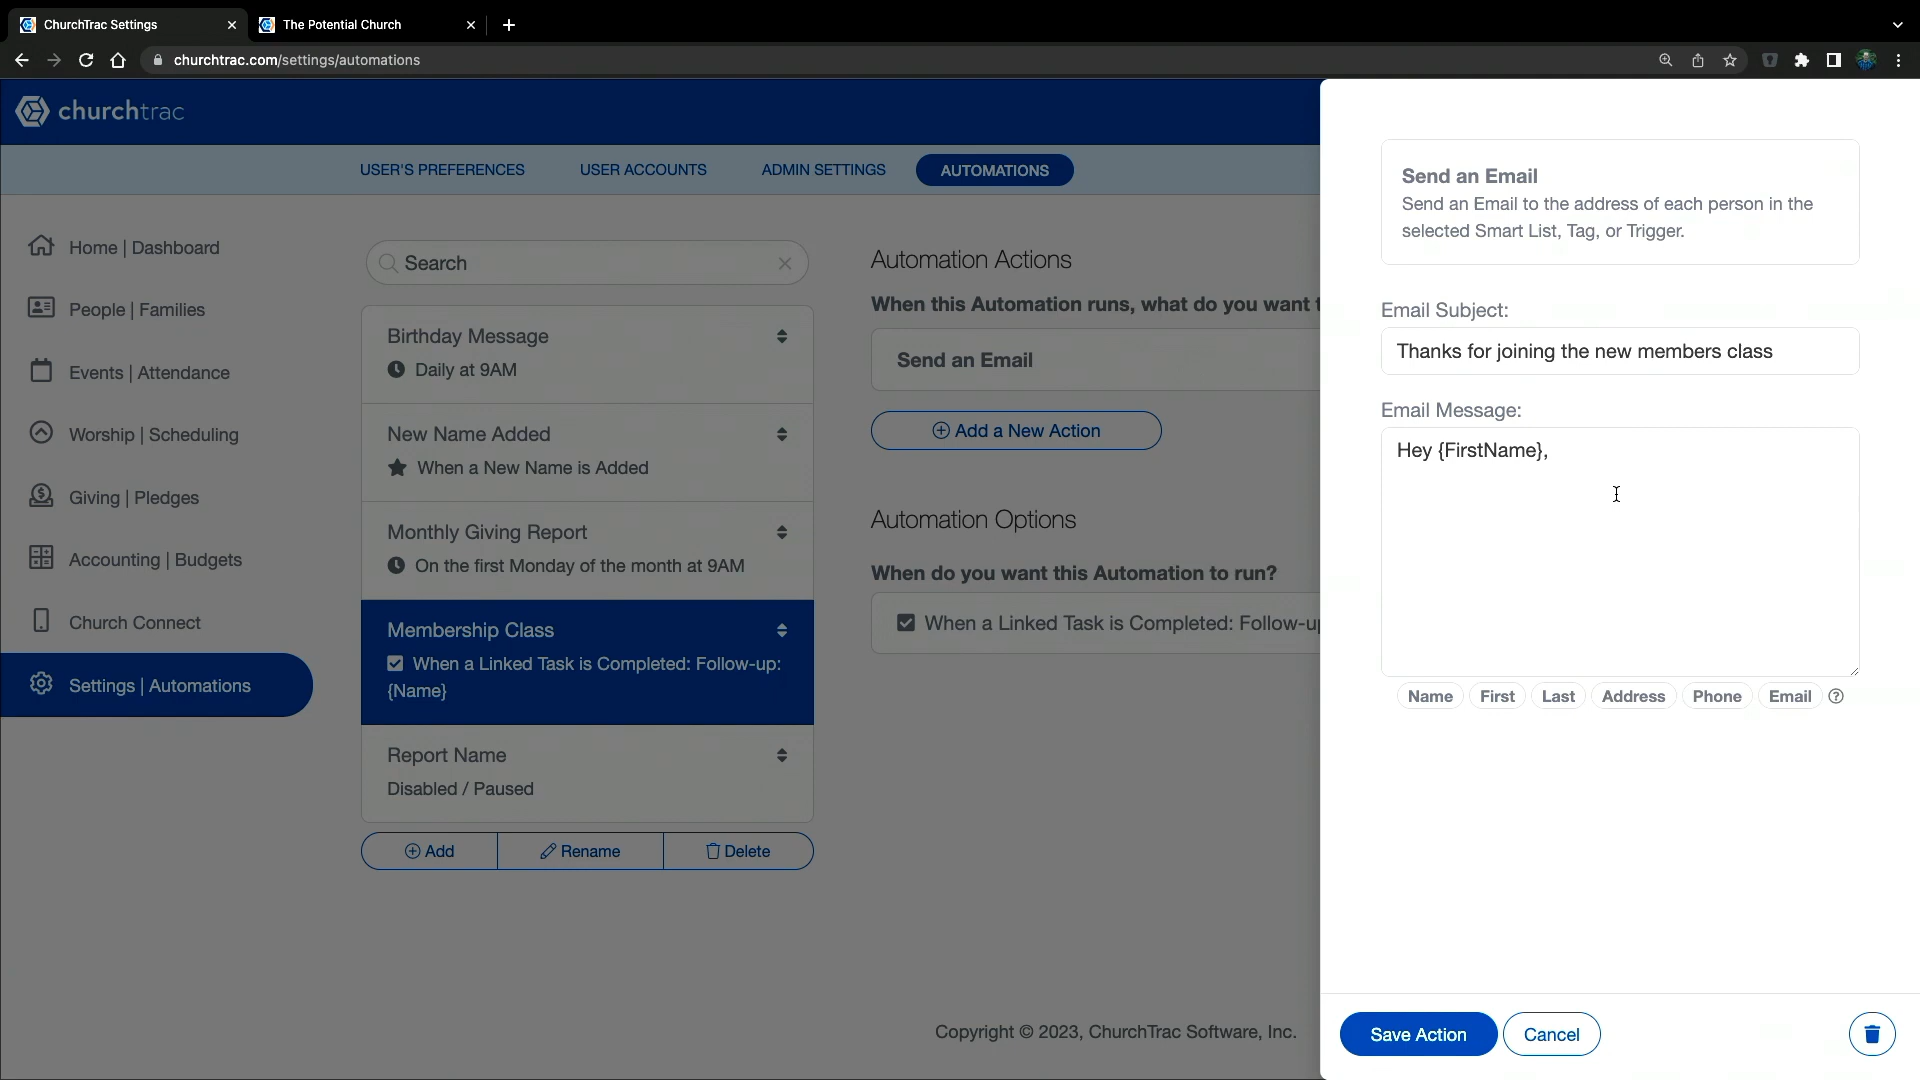 ChurchTrac Settings
The Potential Church
churchtrac.com/settings/automations
churchtrac
USER'S PREFERENCES
USER ACCOUNTS
ADMIN SETTINGS
AUTOMATIONS
Home | Dashboard
People | Families
Events | Attendance
Worship | Scheduling
Giving | Pledges
Accounting | Budgets
Church Connect
Settings | Automations
Search
Birthday Message
Daily at 9AM
New Name Added
When a New Name is Added
Monthly Giving Report
On the first Monday of the month at 9AM
Membership Class
When a Linked Task is Completed: Follow-up:
{Name}
Report Name
Disabled / Paused
Add
Rename
Delete
Automation Actions
When this Automation runs, what do you want t
Send an Email
Add a New Action
Automation Options
When do you want this Automation to run?
When a Linked Task is Completed: Follow-up
Copyright © 2023, ChurchTrac Software, Inc.
Send an Email
Send an Email to the address of each person in the
selected Smart List, Tag, or Trigger.
Email Subject:
Thanks for joining the new members class
Email Message:
Hey {FirstName},
Name First Last Address Phone Email
Save Action
Cancel